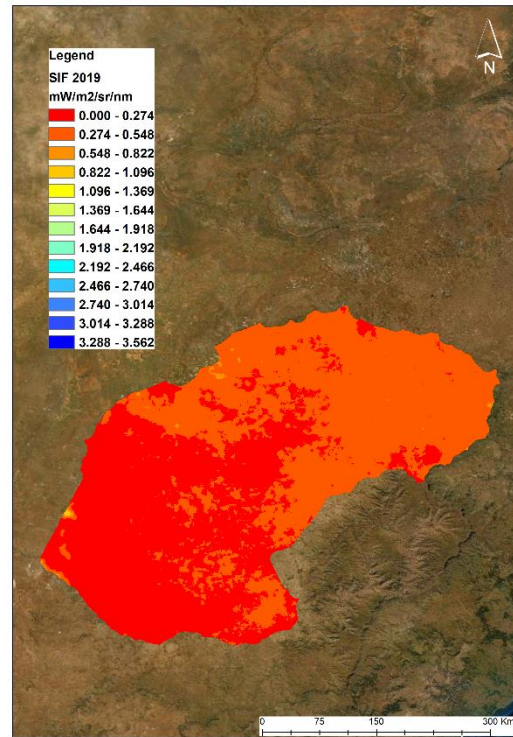 Legend
SIF 2019
mW/m2/sr/nm
0.000 - 0.274
0.274 - 0.548
0.548 - 0.822
0.822 - 1.096
1.096 - 1.369
1.369 - 1.644
1.644 - 1.918
1.918 - 2.192
2.192 - 2.466
2.466 - 2.740
2.740 - 3.014
3.014 - 3.288
3.288 - 3.562
N
0 75 150 300 Km